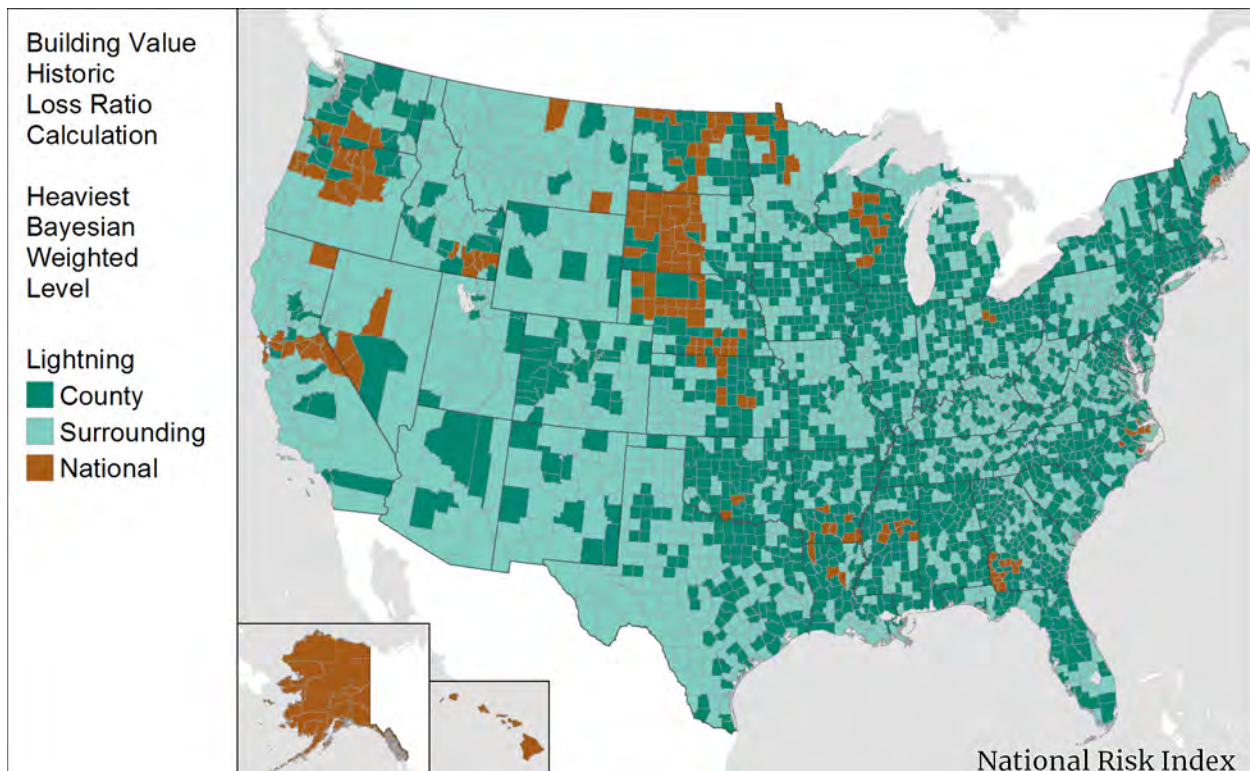 Building Value
Historic
Loss Ratio
Calculation
Heaviest
Bayesian
Weighted
Level
Lightning
County
Surrounding
National
National Risk Index